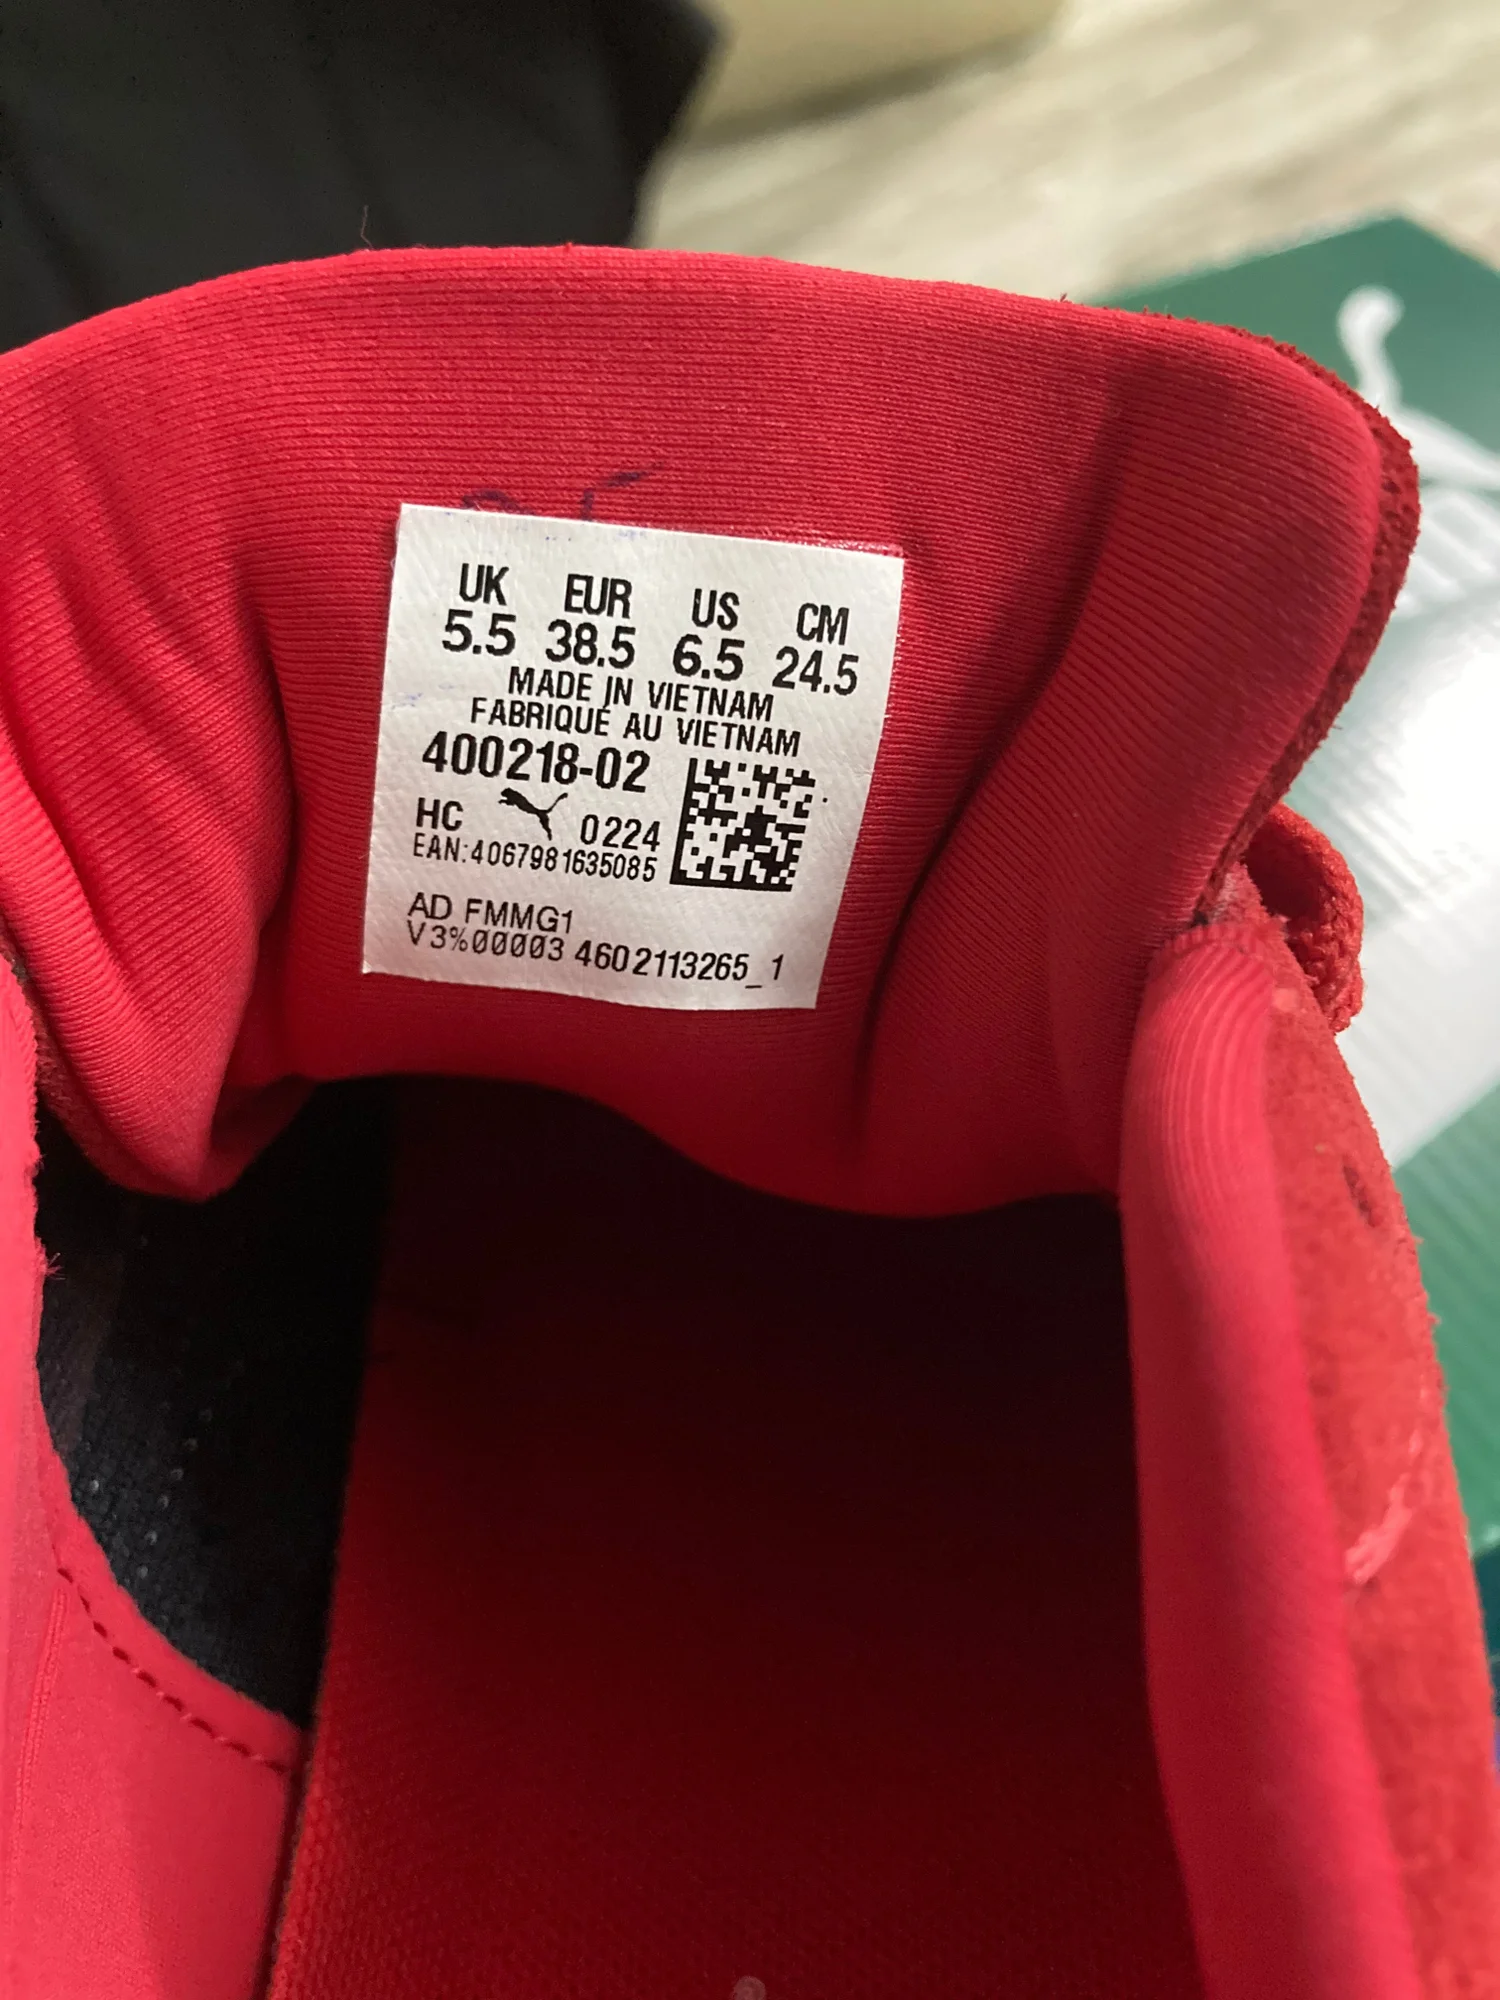 UK EUR US CM
5.5 38.5 6.5 24.5
MADE IN VIETNAM
FABRIQUÉ AU VIETNAM
400218-02
HC 0224
EAN:4067981635085
AD FMMG1
V3%00003 4602113265_1